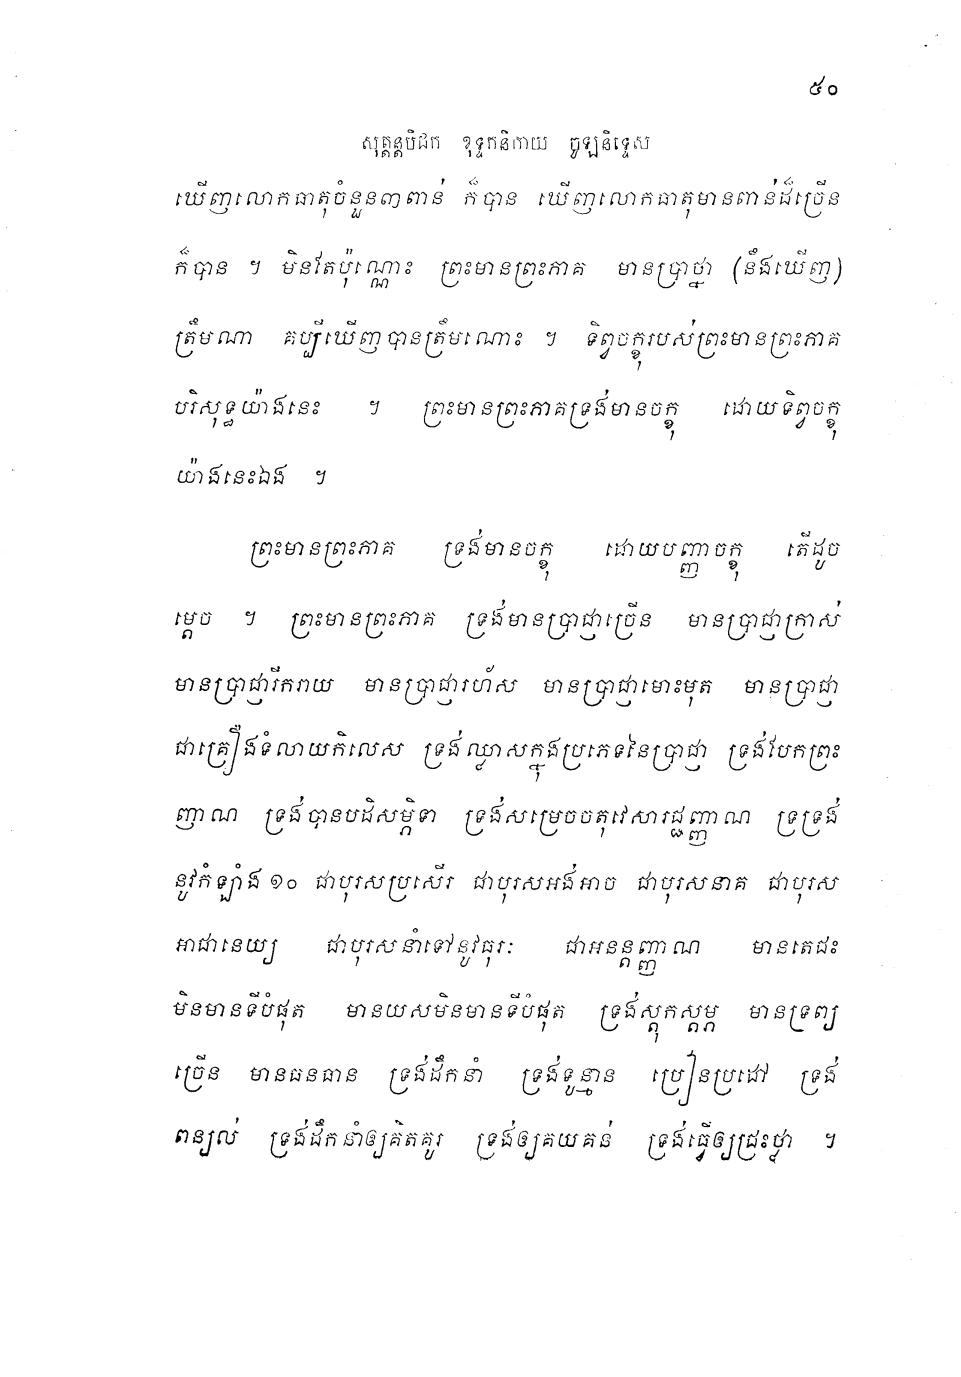 ៥០
សុត្តន្តបិដក ខុទ្ទកនិកាយ ចូឡនិទ្ទេស
ឃើញលោកធាតុចំនួន៣ពាន់ ក៏បាន ឃើញលោកធាតុមានពាន់ដ៏ច្រើន
ក៏បាន ។ មិនតែប៉ុណ្ណោះ ព្រះមានព្រះភាគ មានប្រាថ្នា (នឹងឃើញ)
ត្រឹមណា គប្បីឃើញបានត្រឹមណោះ ។ ទិព្វចក្ខុរបស់ព្រះមានព្រះភាគ
បរិសុទ្ធយ៉ាងនេះ ។ ព្រះមានព្រះភាគទ្រង់មានចក្ខុ ដោយទិព្វចក្ខុ
យ៉ាងនេះឯង ។
ព្រះមានព្រះភាគ ទ្រង់មានចក្ខុ ដោយបញ្ញាចក្ខុ តើដូច
ម្តេច ។ ព្រះមានព្រះភាគ ទ្រង់មានប្រាជ្ញាច្រើន មានប្រាជ្ញាក្រាស់
មានប្រាជ្ញារីករាយ មានប្រាជ្ញារហ័ស មានប្រាជ្ញាមោះមុត មានប្រាជ្ញា
ជាគ្រឿងទំលាយកិលេស ទ្រង់ឈ្លាសក្នុងប្រភេទនៃប្រាជ្ញា ទ្រង់បែកព្រះ
ញាណ ទ្រង់បានបដិសម្ភិទា ទ្រង់សម្រេចចតុវេសារជ្ជញ្ញាណ ទ្រទ្រង់
នូវកំឡាំង ១០ ជាបុរសប្រសើរ ជាបុរសអង់អាច ជាបុរសនាគ ជាបុរស
អាជានេយ្យ ជាបុរសនាំទៅនូវធុរៈ ជាអនន្តញ្ញាណ មានតេជះ
មិនមានទីបំផុត មានយសមិនមានទីបំផុត ទ្រង់ស្តុកស្តម្ភ មានទ្រព្យ
ច្រើន មានធនធាន ទ្រង់ដឹកនាំ ទ្រង់ទូន្មាន ប្រៀនប្រដៅ ទ្រង់
ពន្យល់ ទ្រង់ដឹកនាំឲ្យគិតគូរ ទ្រង់ឲ្យគយគន់ ទ្រង់ធ្វើឲ្យជ្រះថ្លា ។